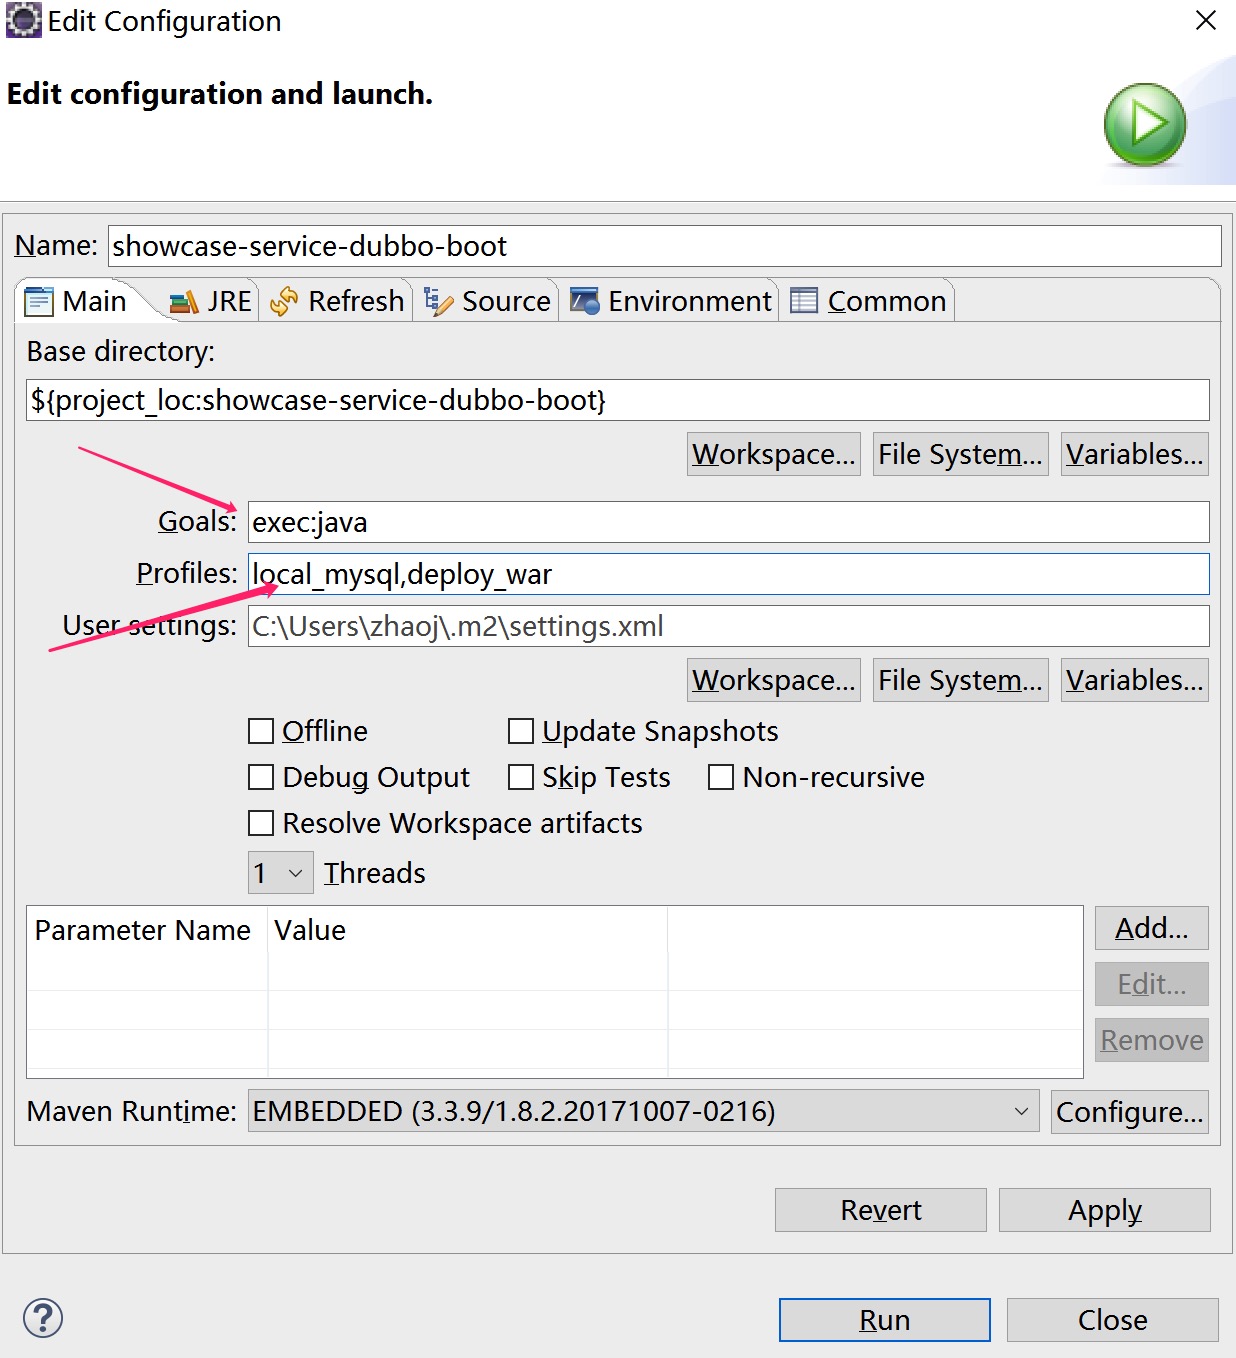 Edit Configuration
Edit configuration and launch.
Name: showcase-service-dubbo-boot
Main JRE Refresh Source Environment Common
Base directory:
${project_loc:showcase-service-dubbo-boot}
Workspace... File System... Variables...
Goals: exec:java
Profiles: local_mysql,deploy_war
User settings: C:\Users\zhaoj\.m2\settings.xml
Workspace... File System... Variables...
Offline Update Snapshots
Debug Output Skip Tests Non-recursive
Resolve Workspace artifacts
1 Threads
Parameter Name Value Add...
Edit...
Remove
Maven Runtime: EMBEDDED (3.3.9/1.8.2.20171007-0216) Configure...
Revert Apply
? Run Close